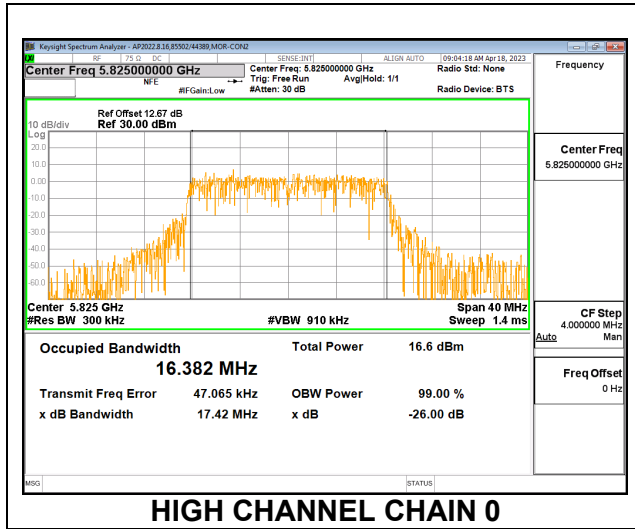 Keysight Spectrum Analyzer - AP2022.8.16,85502/44389,MOR-CON2
RF 75 Ω DC SENSE:INT ALIGN AUTO 09:04:18 AM Apr 18, 2023
Center Freq 5.825000000 GHz Center Freq: 5.825000000 GHz Radio Std: None
NFE Trig: Free Run Avg|Hold: 1/1
#IFGain:Low #Atten: 30 dB Radio Device: BTS
Frequency
Ref Offset 12.67 dB
10 dB/div Ref 30.00 dBm
Log
20.0
10.0
0.00
-10.0
-20.0
-30.0
-40.0
-50.0
-60.0
Center 5.825 GHz Span 40 MHz
#Res BW 300 kHz #VBW 910 kHz Sweep 1.4 ms
Center Freq
5.825000000 GHz
CF Step
4.000000 MHz
Auto Man
Freq Offset
0 Hz
Occupied Bandwidth Total Power 16.6 dBm
16.382 MHz
Transmit Freq Error 47.065 kHz OBW Power 99.00 %
x dB Bandwidth 17.42 MHz x dB -26.00 dB
MSG STATUS
HIGH CHANNEL CHAIN 0